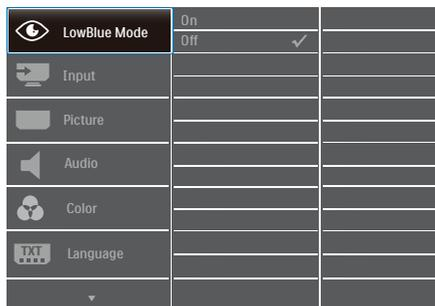 LowBlue Mode
On
Off
Input
Picture
Audio
Color
TXT
Language